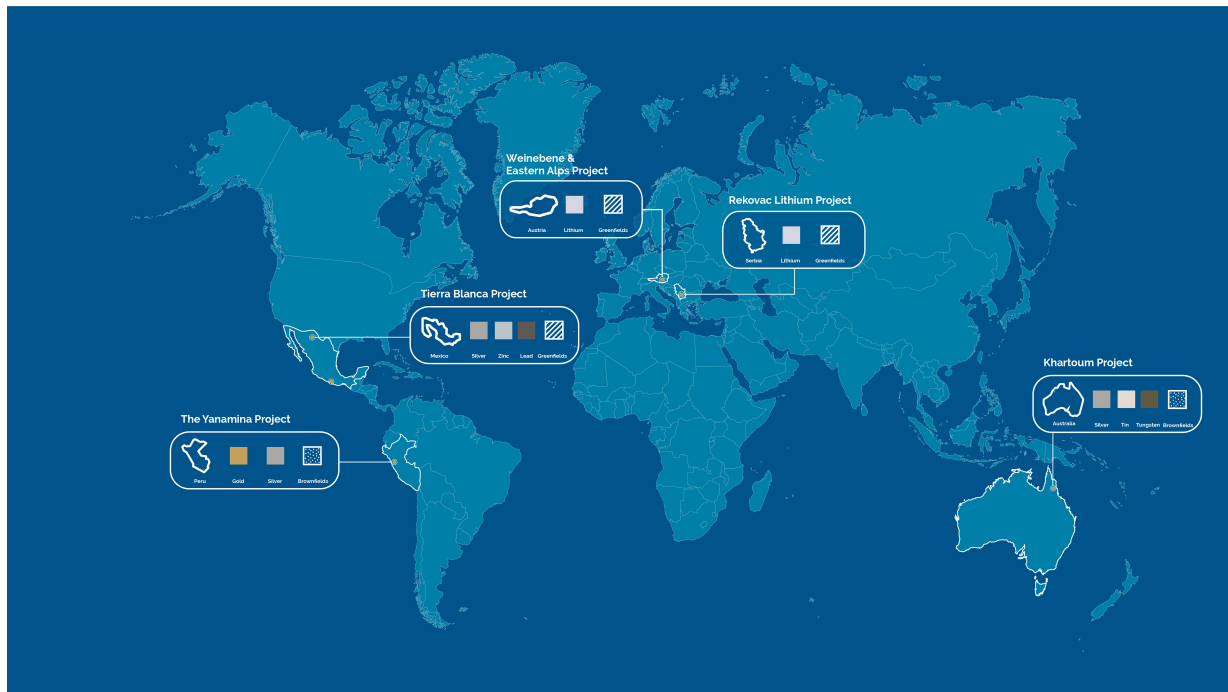 Weinebene &
Eastern Alps Project
Austria Lithium Greenfields
Rekovac Lithium Project
Serbia Lithium Greenfields
Tierra Blanca Project
Mexico Silver Zinc Lead Greenfields
Khartoum Project
Australia Silver Tin Tungsten Brownfields
The Yanamina Project
Peru Gold Silver Brownfields